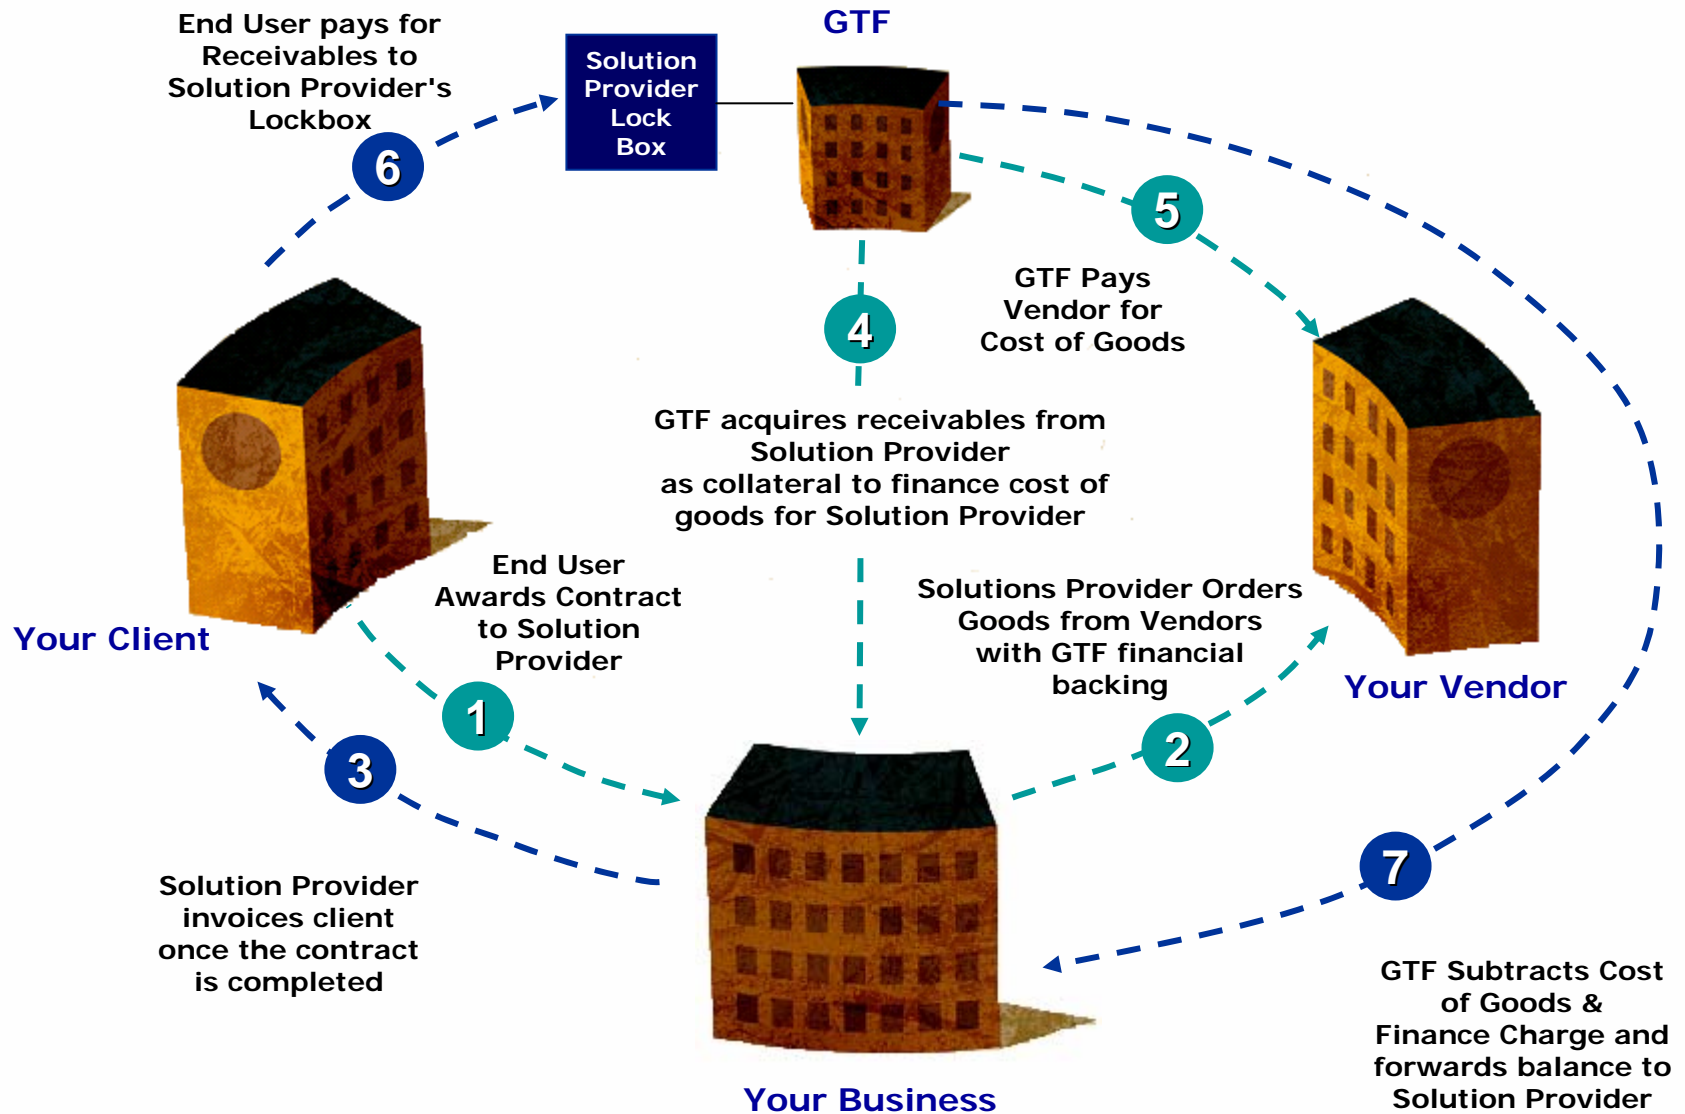 End User pays for
Receivables to
Solution Provider's
Lockbox
6
Solution
Provider
Lock
Box
GTF
5
GTF Pays
Vendor for
Cost of Goods
4
GTF acquires receivables from
Solution Provider
as collateral to finance cost of
goods for Solution Provider
Your Client
End User
Awards Contract
to Solution
Provider
1
Solutions Provider Orders
Goods from Vendors
with GTF financial
backing
2
Your Vendor
3
Solution Provider
invoices client
once the contract
is completed
7
GTF Subtracts Cost
of Goods &
Finance Charge and
forwards balance to
Solution Provider
Your Business